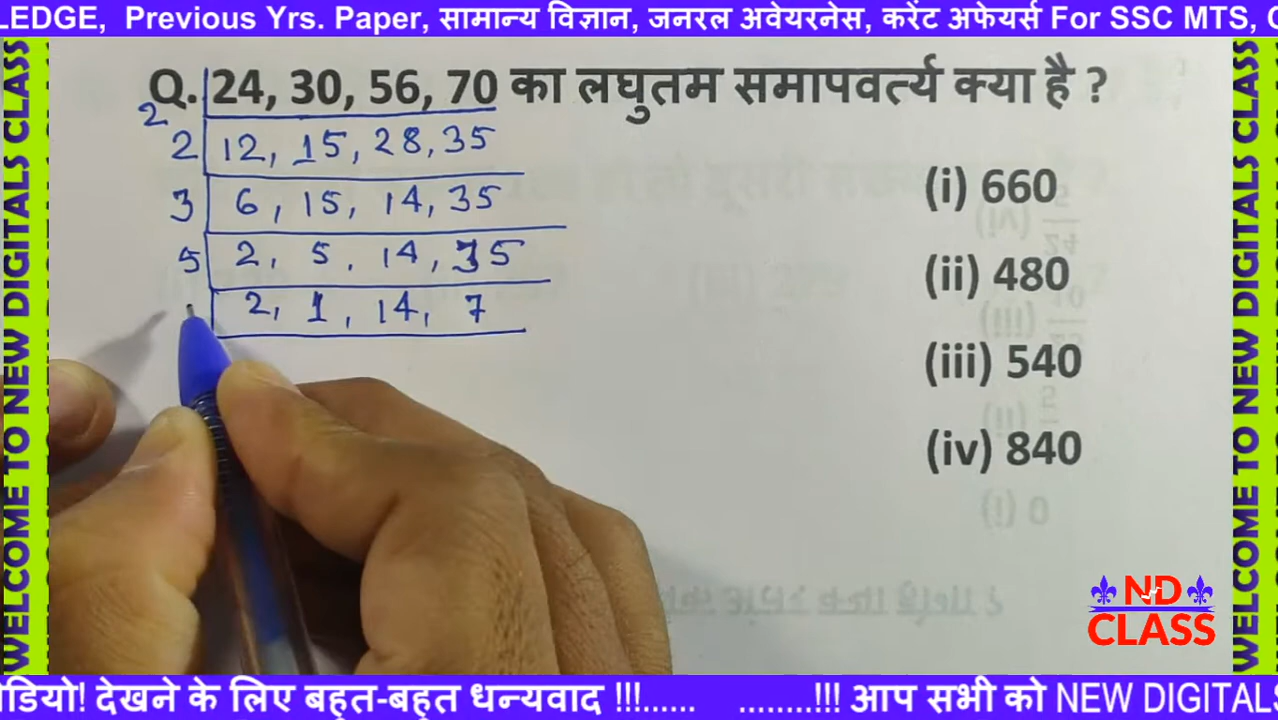 LEDGE, Previous Yrs. Paper, सामान्य विज्ञान, जनरल अवेयरनेस, करेंट अफेयर्स For SSC MTS, C
WELCOME TO NEW DIGITALS CLASS
Q. 24, 30, 56, 70 का लघुतम समापवर्त्य क्या है ?
2
2 12, 15, 28, 35
3 6, 15, 14, 35
5 2, 5, 14, 35
2, 1, 14, 7
(i) 660
(ii) 480
(iii) 540
(iv) 840
ND
CLASS
WELCOME TO NEW DIGITALS CLASS
डियो! देखने के लिए बहुत-बहुत धन्यवाद !!!...... ........!!! आप सभी को NEW DIGITALS